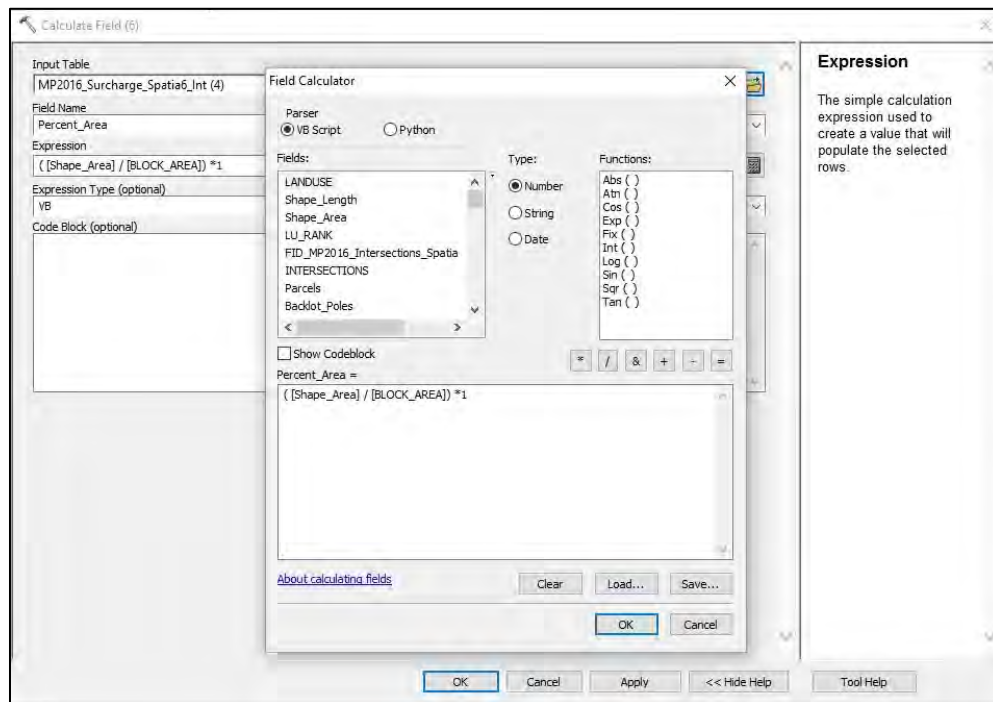 Calculate Field (6)
Input Table
MP2016_Surcharge_Spatia6_Int (4)
Field Name
Percent_Area
Expression
( [Shape_Area] / [BLOCK_AREA]) *1
Expression Type (optional)
VB
Code Block (optional)
Field Calculator
Parser
VB Script
Python
Fields:
LANDUSE
Shape_Length
Shape_Area
LU_RANK
FID_MP2016_Intersections_Spatia
INTERSECTIONS
Parcels
Backlot_Poles
Type:
Number
String
Date
Functions:
Abs ( )
Atn ( )
Cos ( )
Exp ( )
Fix ( )
Int ( )
Log ( )
Sin ( )
Sqr ( )
Tan ( )
Show Codeblock
* / & + - =
Percent_Area =
( [Shape_Area] / [BLOCK_AREA]) *1
About calculating fields
Clear
Load...
Save...
OK
Cancel
OK
Cancel
Apply
<< Hide Help
Tool Help
Expression
The simple calculation
expression used to
create a value that will
populate the selected
rows.